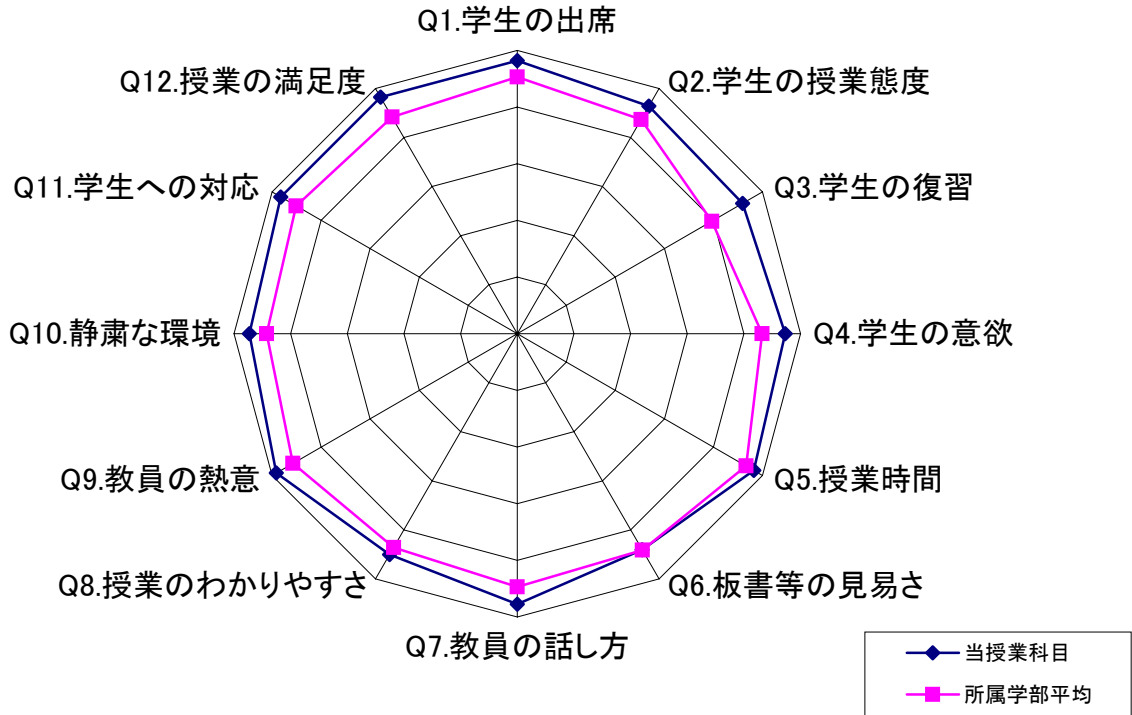 Q1.学生の出席
Q2.学生の授業態度
Q3.学生の復習
Q4.学生の意欲
Q5.授業時間
Q6.板書等の見易さ
Q7.教員の話し方
Q8.授業のわかりやすさ
Q9.教員の熱意
Q10.静粛な環境
Q11.学生への対応
Q12.授業の満足度
当授業科目
所属学部平均